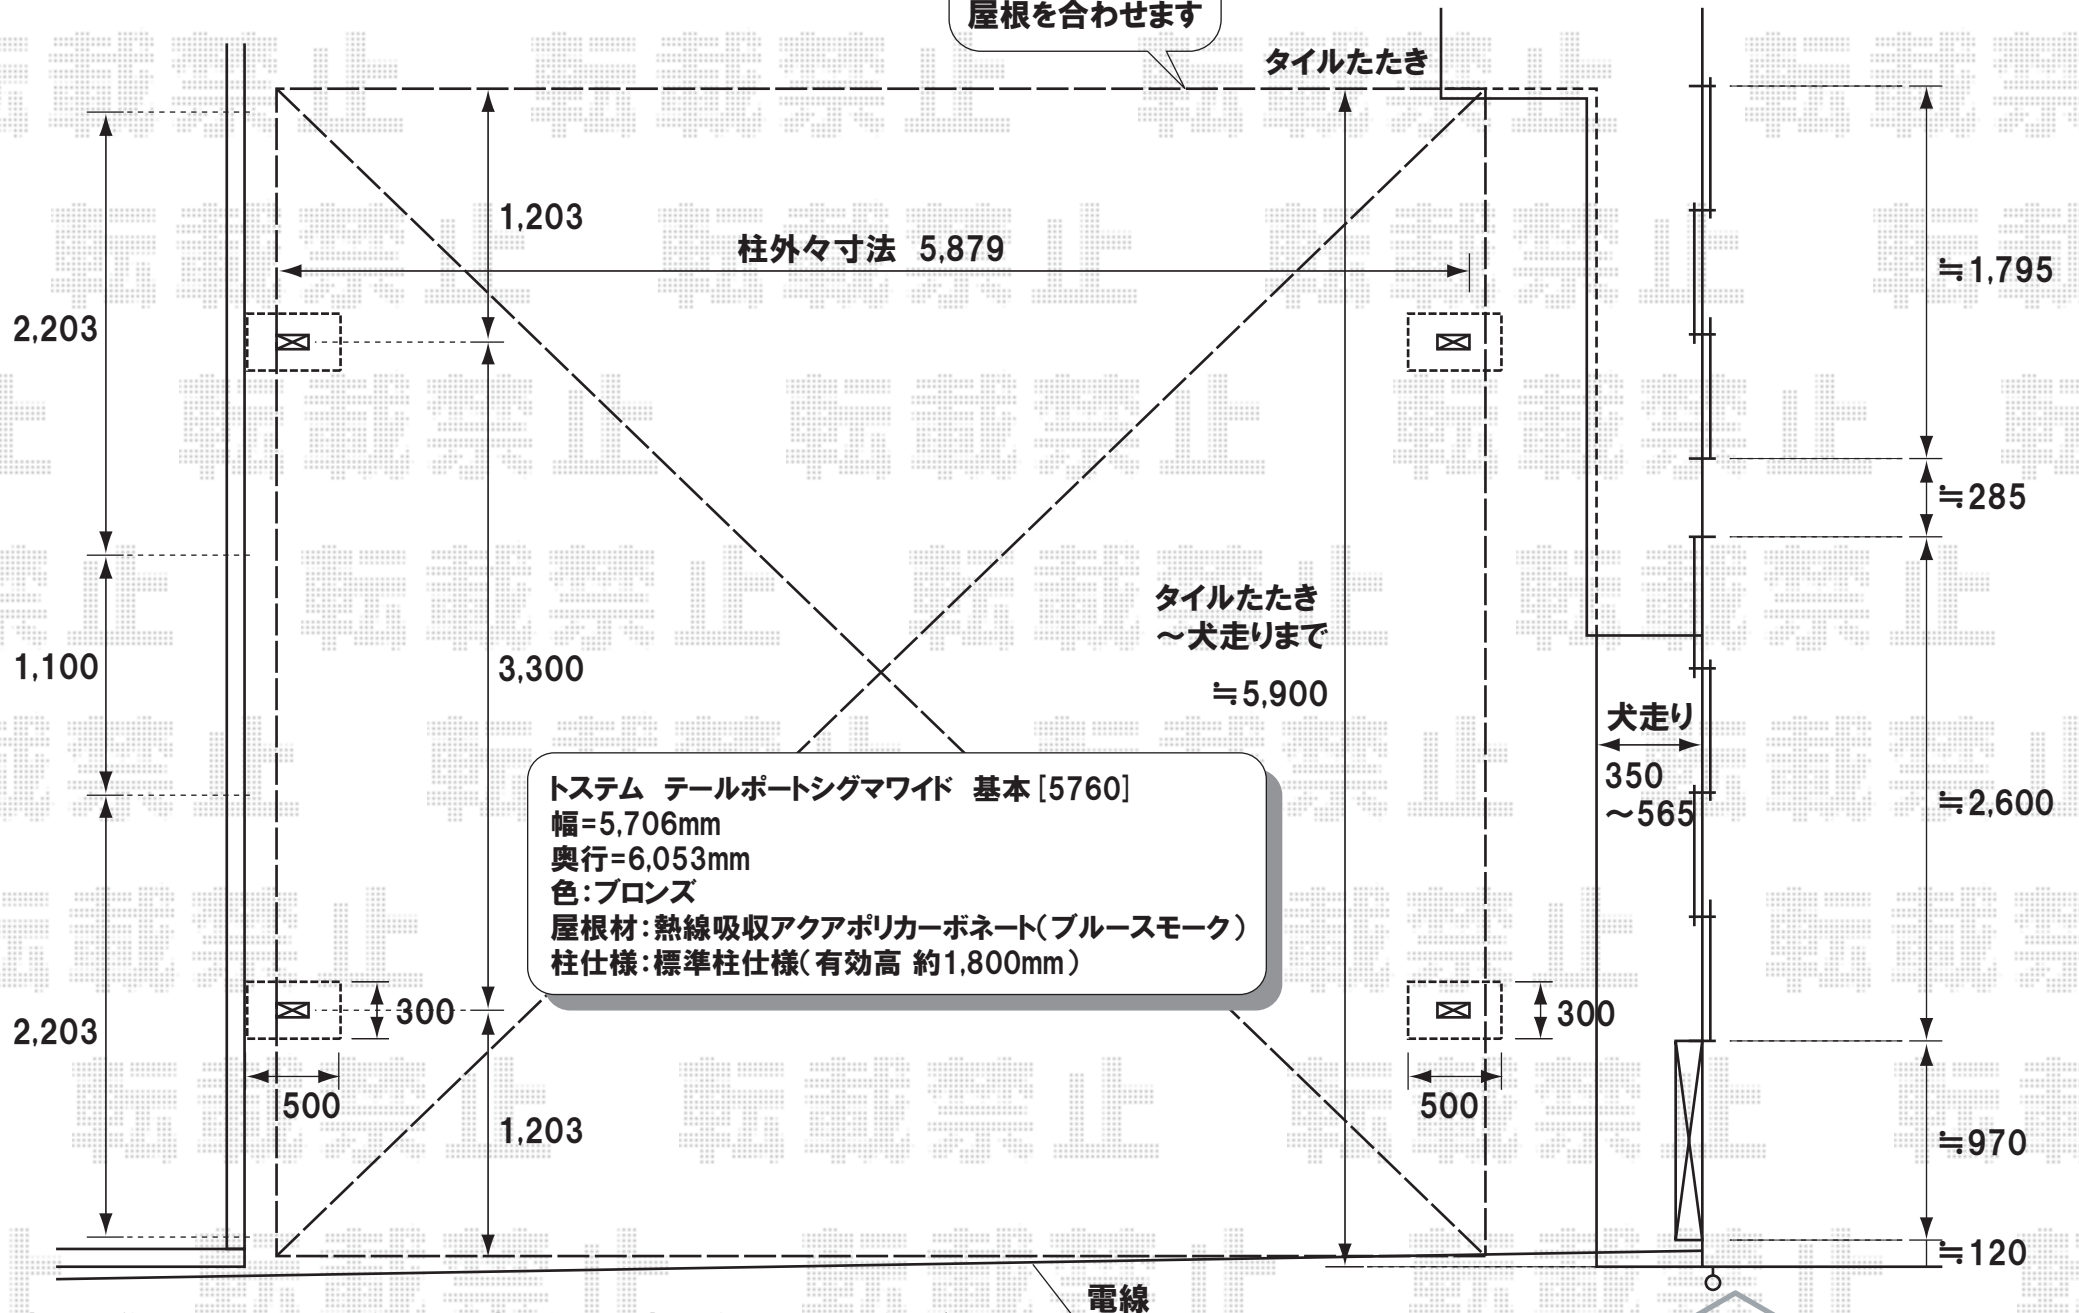 屋根を合わせます
タイルたたき
1,203
柱外々寸法 5,879
≒1,795
2,203
≒285
タイルたたき
～犬走りまで
≒5,900
1,100
3,300
犬走り
350
～565
≒2,600
トステム テールポートシグマワイド 基本[5760]
幅=5,706mm
奥行=6,053mm
色：ブロンズ
屋根材：熱線吸収アクアポリカーボネート（ブルースモーク）
柱仕様：標準柱仕様（有効高 約1,800mm）
2,203
300
300
500
500
1,203
≒970
≒120
電線
転載禁止